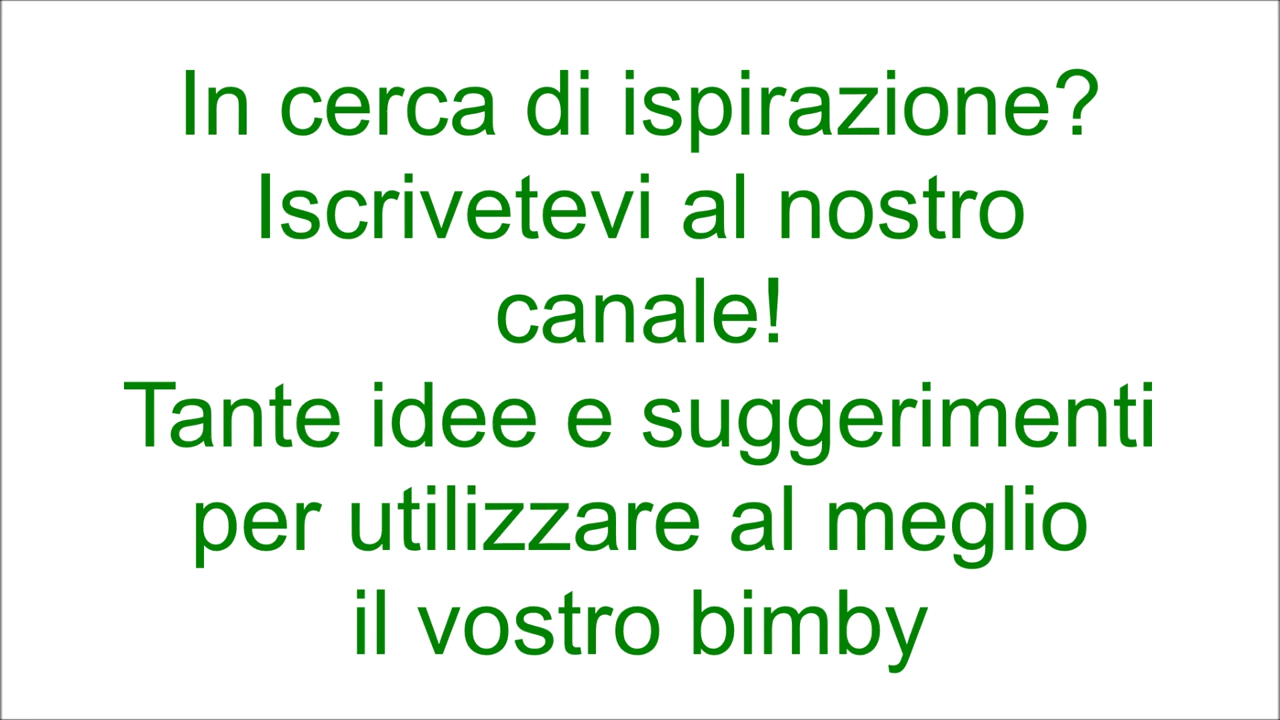 In cerca di ispirazione?
Iscrivetevi al nostro
canale!
Tante idee e suggerimenti
per utilizzare al meglio
il vostro bimby